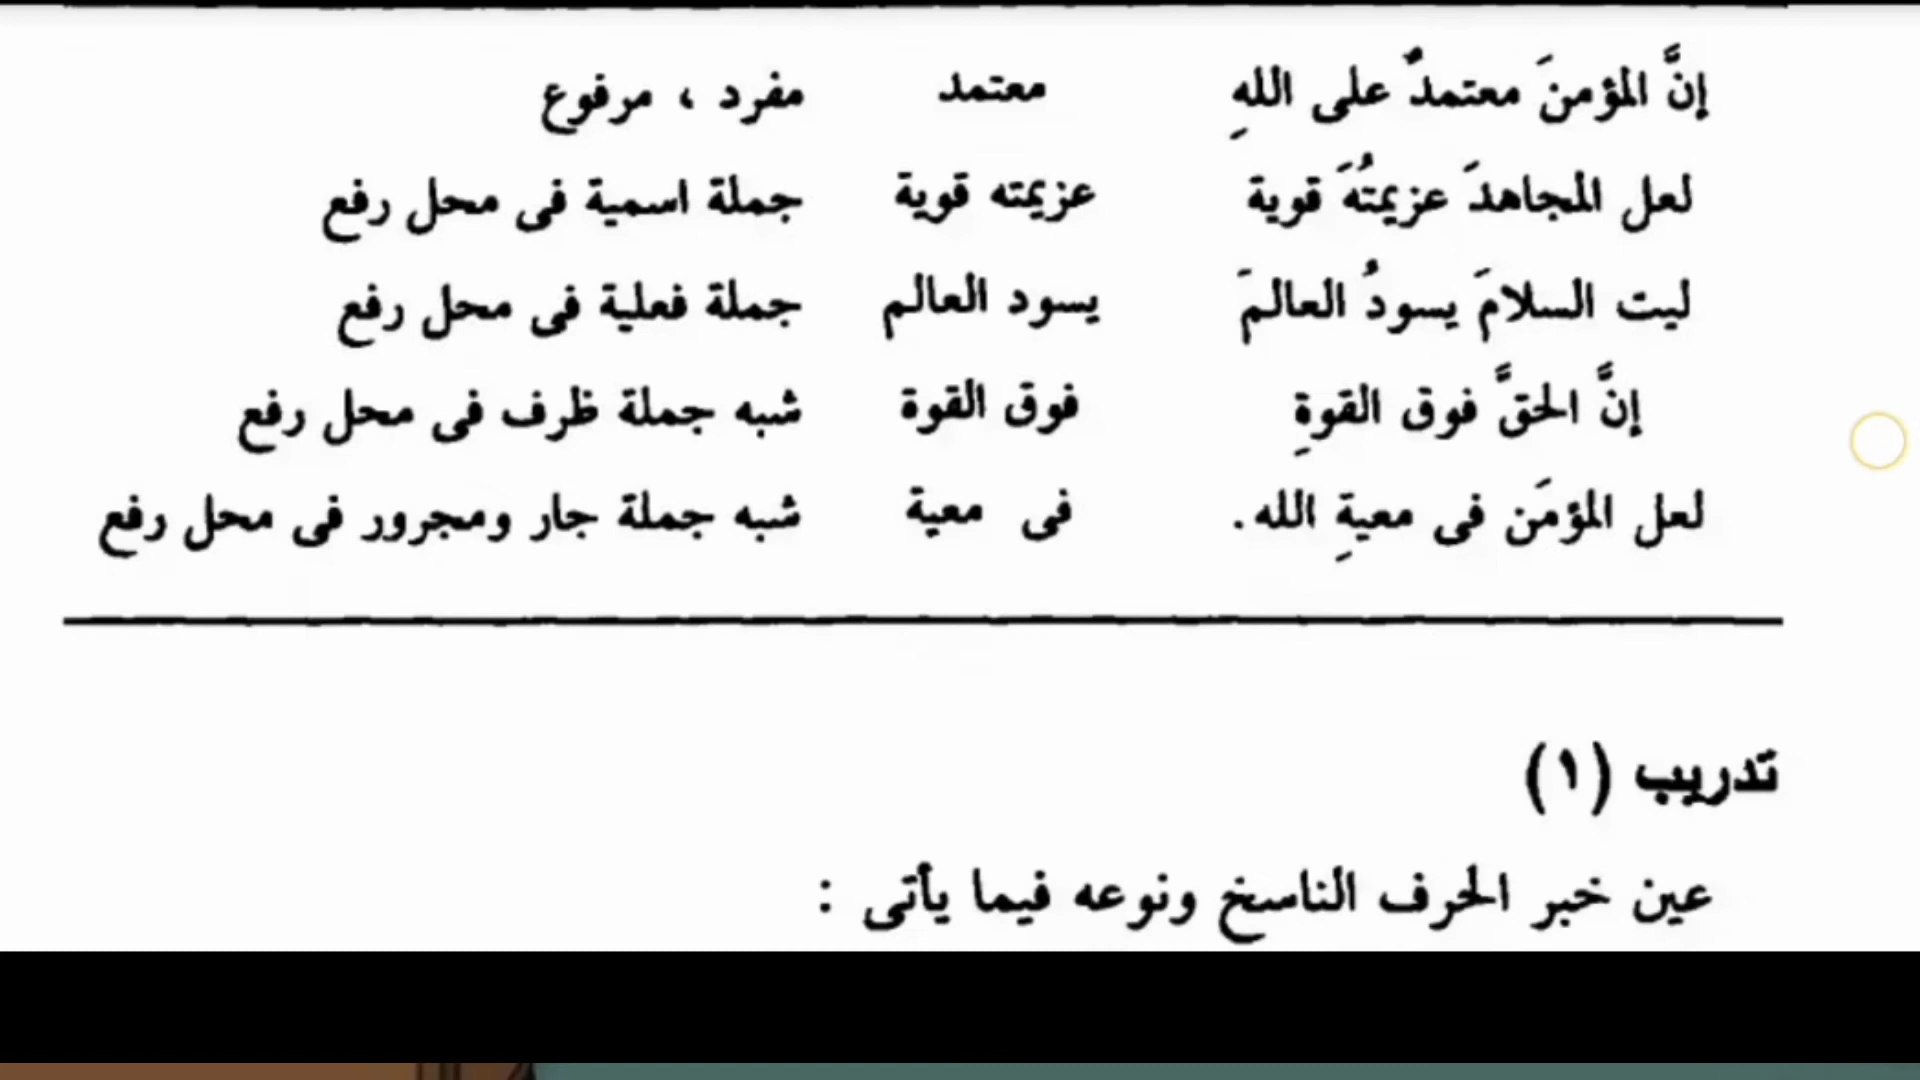 إنَّ المؤمنَ معتمدٌ على اللهِ معتمد مفرد ، مرفوع
لعل المجاهدَ عزيمتُهَ قوية عزيمته قوية جملة اسمية فى محل رفع
ليت السلامَ يسودُ العالمَ يسود العالم جملة فعلية فى محل رفع
إنَّ الحقَّ فوق القوةِ فوق القوة شبه جملة ظرف فى محل رفع
لعل المؤمَن فى معيةِ الله. فى معية شبه جملة جار ومجرور فى محل رفع
تدريب (١)
عين خبر الحرف الناسخ ونوعه فيما يأتى :